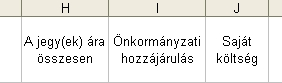 H I J
A jegy(ek) ára Önkormányzati Saját
összesen hozzájárulás költség